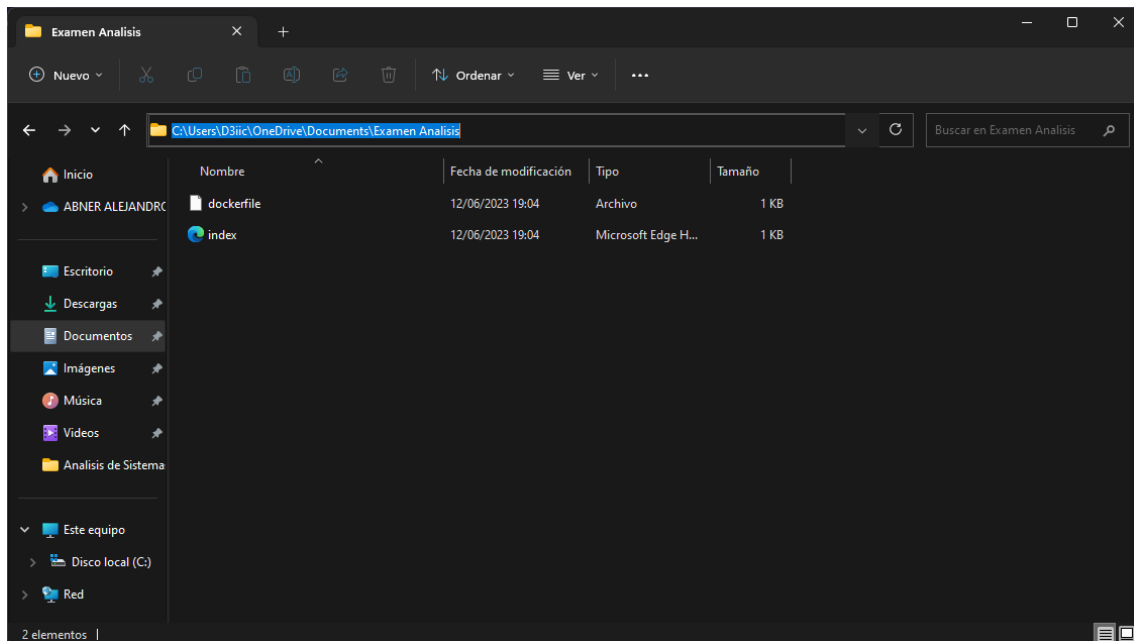 Examen Analisis
Nuevo
Ordenar
Ver
C:\Users\D3iic\OneDrive\Documents\Examen Analisis
Buscar en Examen Analisis
Inicio
ABNER ALEJANDRO
Escritorio
Descargas
Documentos
Imágenes
Música
Videos
Analisis de Sistema
Este equipo
Disco local (C:)
Red
Nombre Fecha de modificación Tipo Tamaño
dockerfile 12/06/2023 19:04 Archivo 1 KB
index 12/06/2023 19:04 Microsoft Edge H... 1 KB
2 elementos